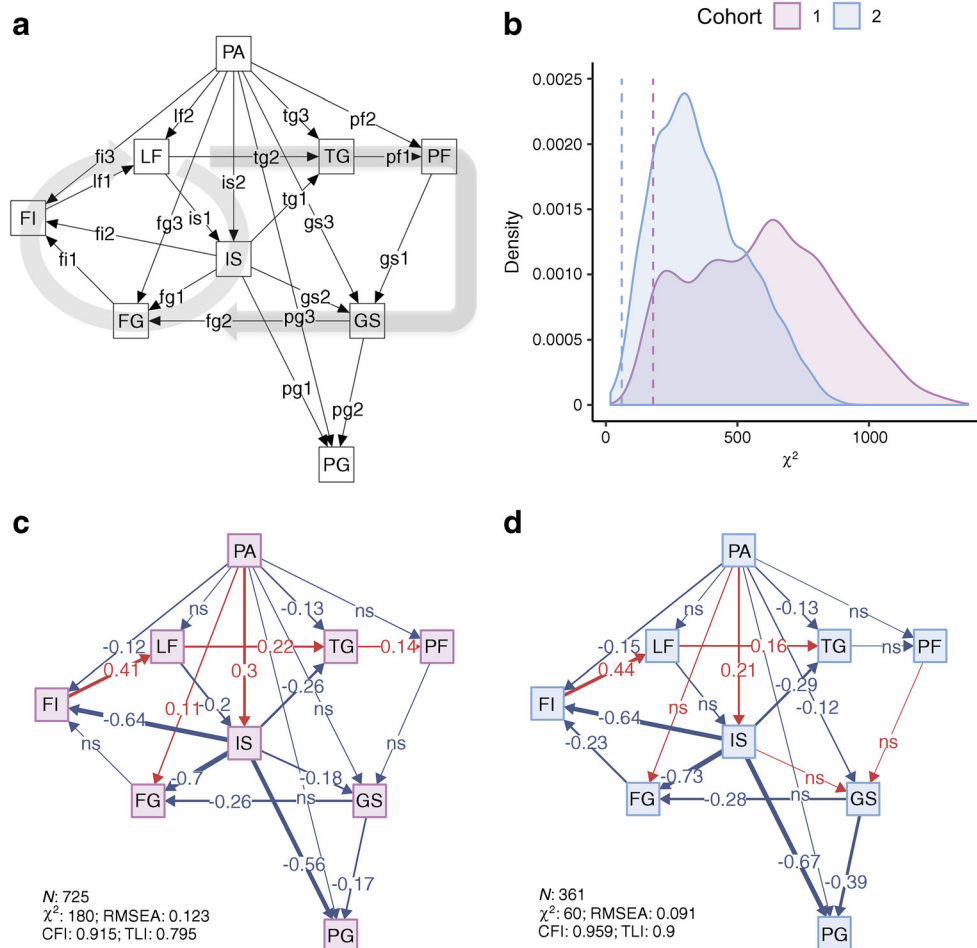 a
PA
lf2
tg3
pf2
fi3
LF
tg2
TG
pf1
PF
lf1
is2
FI
is1
tg1
fg3
gs3
fi2
fi1
IS
gs1
fg1
gs2
FG
fg2
pg3
GS
pg1
pg2
PG
b
Cohort 1 2
0.0025
0.0020
0.0015
0.0010
0.0005
0
Density
0 500 1000
χ²
c
PA
ns
-0.13
ns
-0.12
LF
0.22
TG
0.14
PF
0.41
0.3
-0.26
FI
0.11
-0.2
ns
-0.64
IS
ns
ns
-0.7
-0.18
FG
-0.26
ns
GS
-0.56
-0.17
PG
N: 725
χ²: 180; RMSEA: 0.123
CFI: 0.915; TLI: 0.795
d
PA
ns
-0.13
ns
-0.15
LF
0.16
TG
ns
PF
0.44
0.21
-0.29
FI
ns
ns
-0.12
-0.64
IS
ns
-0.23
-0.73
ns
FG
-0.28
ns
GS
-0.67
-0.39
PG
N: 361
χ²: 60; RMSEA: 0.091
CFI: 0.959; TLI: 0.9